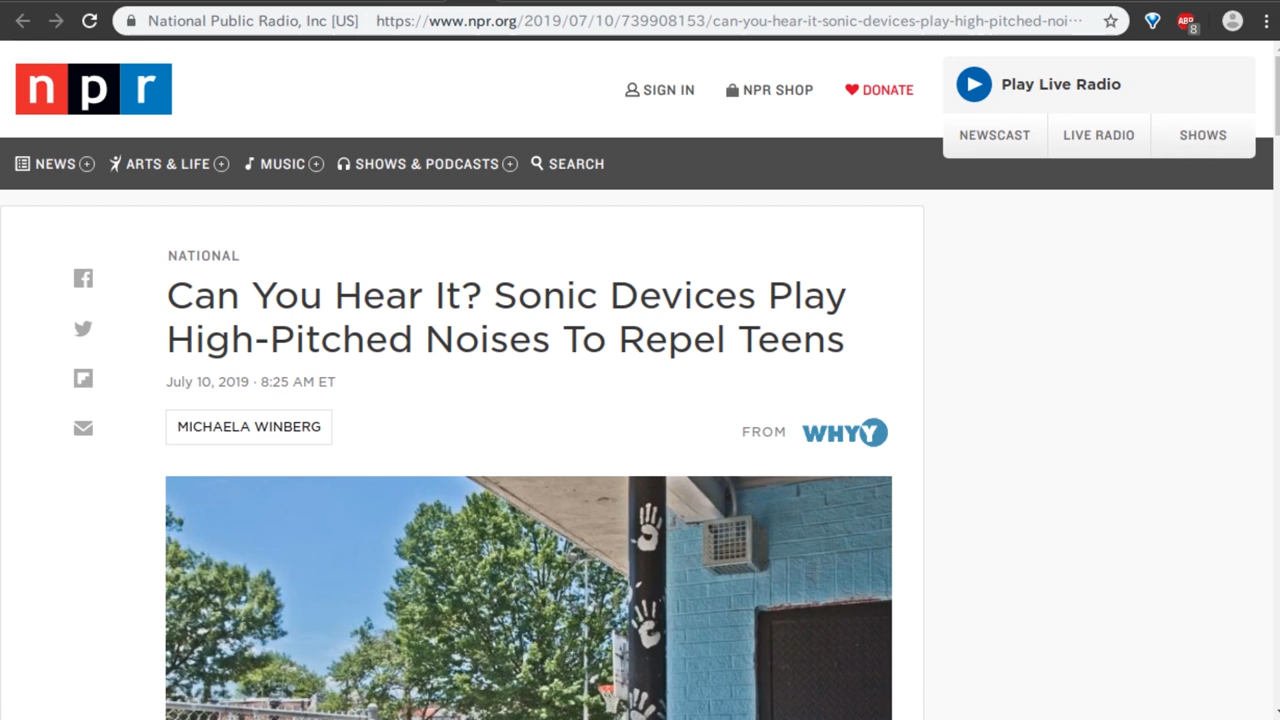 National Public Radio, Inc [US] https://www.npr.org/2019/07/10/739908153/can-you-hear-it-sonic-devices-play-high-pitched-noi…
ABP
8
npr
SIGN IN
NPR SHOP
DONATE
Play Live Radio
NEWSCAST
LIVE RADIO
SHOWS
NEWS
ARTS & LIFE
MUSIC
SHOWS & PODCASTS
SEARCH
NATIONAL
Can You Hear It? Sonic Devices Play
High-Pitched Noises To Repel Teens
July 10, 2019 · 8:25 AM ET
MICHAELA WINBERG
FROM WHYY